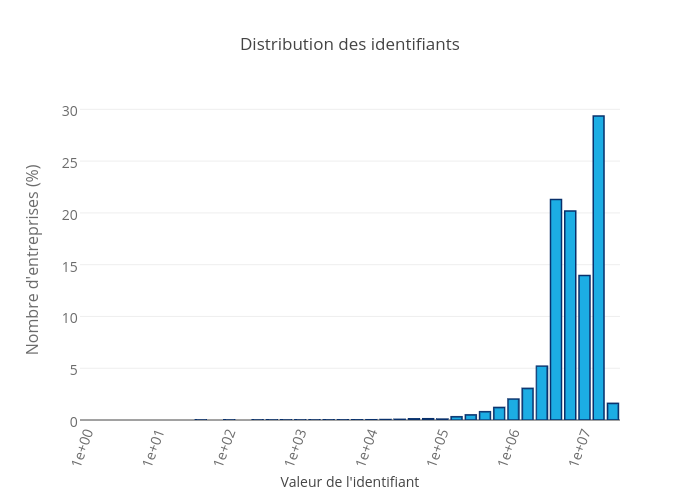 Distribution des identifiants
Nombre d'entreprises (%)
30
25
20
15
10
5
0
1e+00
1e+01
1e+02
1e+03
1e+04
1e+05
1e+06
1e+07
Valeur de l'identifiant